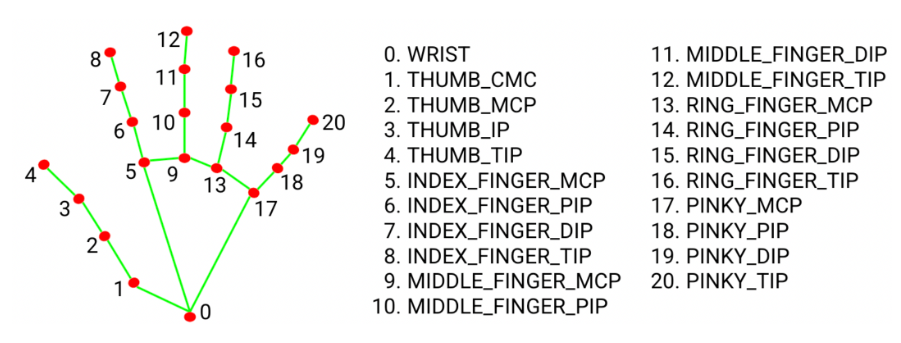 12
8
16
11
7
15
10
6
14
20
19
5
9
13
18
4
17
3
2
1
0
0. WRIST
1. THUMB_CMC
2. THUMB_MCP
3. THUMB_IP
4. THUMB_TIP
5. INDEX_FINGER_MCP
6. INDEX_FINGER_PIP
7. INDEX_FINGER_DIP
8. INDEX_FINGER_TIP
9. MIDDLE_FINGER_MCP
10. MIDDLE_FINGER_PIP
11. MIDDLE_FINGER_DIP
12. MIDDLE_FINGER_TIP
13. RING_FINGER_MCP
14. RING_FINGER_PIP
15. RING_FINGER_DIP
16. RING_FINGER_TIP
17. PINKY_MCP
18. PINKY_PIP
19. PINKY_DIP
20. PINKY_TIP